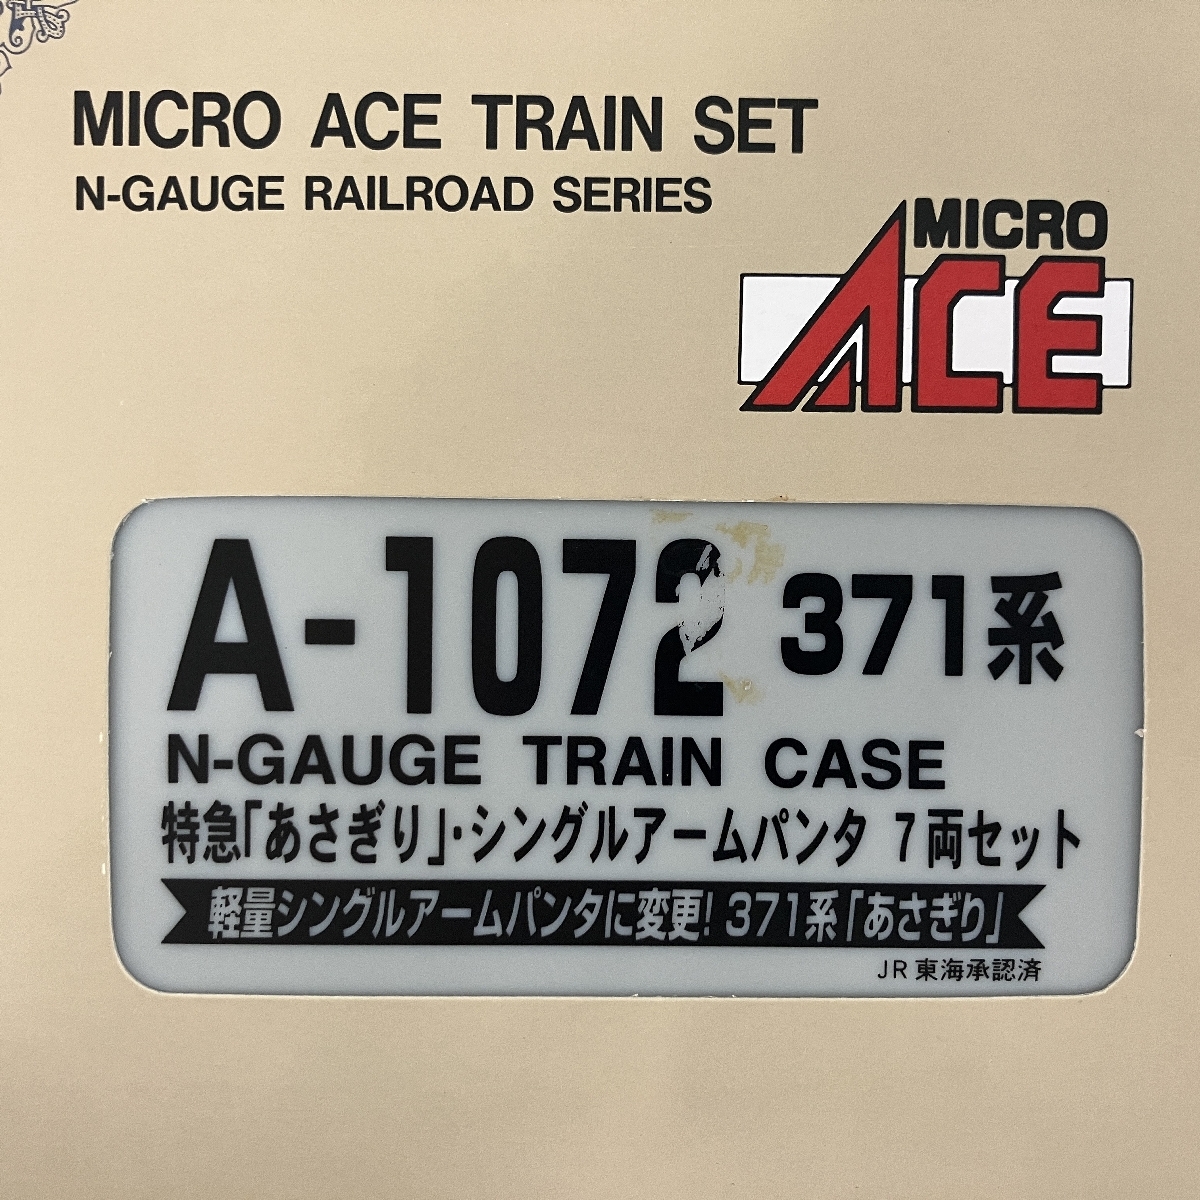 MICRO ACE TRAIN SET
N-GAUGE RAILROAD SERIES
MICRO
ACE
A-1072 371系
N-GAUGE TRAIN CASE
特急「あさぎり」・シングルアームパンタ 7両セット
軽量シングルアームパンタに変更! 371系「あさぎり」
JR東海承認済